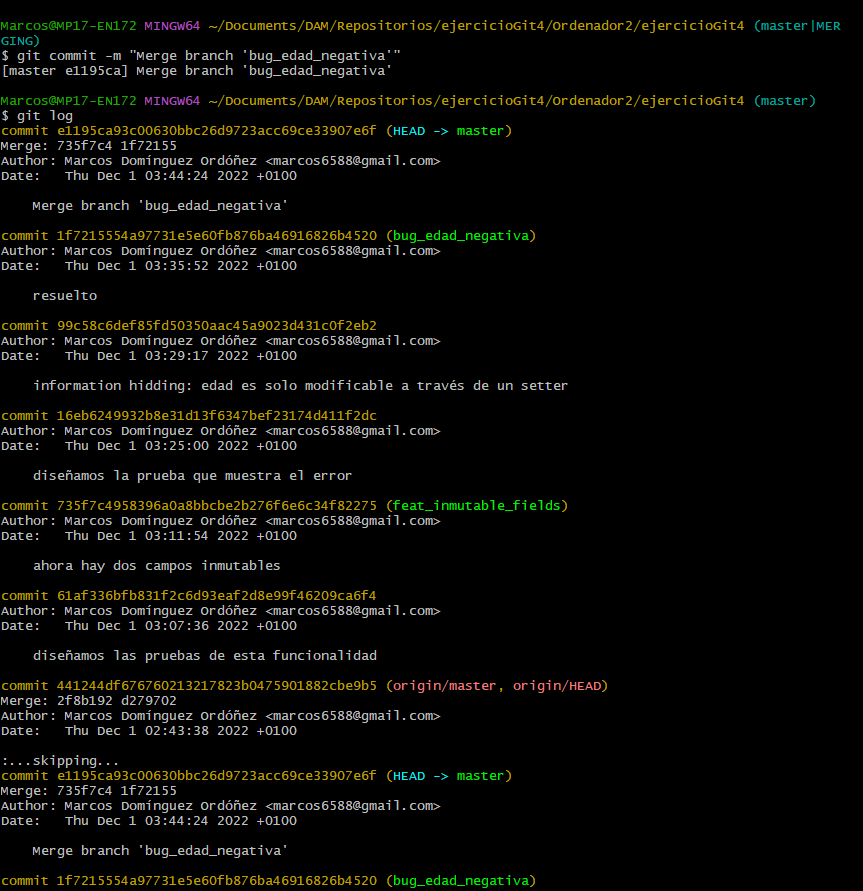 Marcos@MP17-EN172 MINGW64 ~/Documents/DAM/Repositorios/ejercicioGit4/Ordenador2/ejercicioGit4 (master|MER
GING)
$ git commit -m "Merge branch 'bug_edad_negativa'"
[master e1195ca] Merge branch 'bug_edad_negativa'
Marcos@MP17-EN172 MINGW64 ~/Documents/DAM/Repositorios/ejercicioGit4/Ordenador2/ejercicioGit4 (master)
$ git log
commit e1195ca93c00630bbc26d9723acc69ce33907e6f (HEAD -> master)
Merge: 735f7c4 1f72155
Author: Marcos Domínguez Ordóñez <marcos6588@gmail.com>
Date:   Thu Dec 1 03:44:24 2022 +0100
    Merge branch 'bug_edad_negativa'
commit 1f7215554a97731e5e60fb876ba46916826b4520 (bug_edad_negativa)
Author: Marcos Domínguez Ordóñez <marcos6588@gmail.com>
Date:   Thu Dec 1 03:35:52 2022 +0100
    resuelto
commit 99c58c6def85fd50350aac45a9023d431c0f2eb2
Author: Marcos Domínguez Ordóñez <marcos6588@gmail.com>
Date:   Thu Dec 1 03:29:17 2022 +0100
    information hidding: edad es solo modificable a través de un setter
commit 16eb6249932b8e31d13f6347bef23174d411f2dc
Author: Marcos Domínguez Ordóñez <marcos6588@gmail.com>
Date:   Thu Dec 1 03:25:00 2022 +0100
    diseñamos la prueba que muestra el error
commit 735f7c4958396a0a8bbcbe2b276f6e6c34f82275 (feat_inmutable_fields)
Author: Marcos Domínguez Ordóñez <marcos6588@gmail.com>
Date:   Thu Dec 1 03:11:54 2022 +0100
    ahora hay dos campos inmutables
commit 61af336bfb831f2c6d93eaf2d8e99f46209ca6f4
Author: Marcos Domínguez Ordóñez <marcos6588@gmail.com>
Date:   Thu Dec 1 03:07:36 2022 +0100
    diseñamos las pruebas de esta funcionalidad
commit 441244df676760213217823b0475901882cbe9b5 (origin/master, origin/HEAD)
Merge: 2f8b192 d279702
Author: Marcos Domínguez Ordóñez <marcos6588@gmail.com>
Date:   Thu Dec 1 02:43:38 2022 +0100
:...skipping...
commit e1195ca93c00630bbc26d9723acc69ce33907e6f (HEAD -> master)
Merge: 735f7c4 1f72155
Author: Marcos Domínguez Ordóñez <marcos6588@gmail.com>
Date:   Thu Dec 1 03:44:24 2022 +0100
    Merge branch 'bug_edad_negativa'
commit 1f7215554a97731e5e60fb876ba46916826b4520 (bug_edad_negativa)